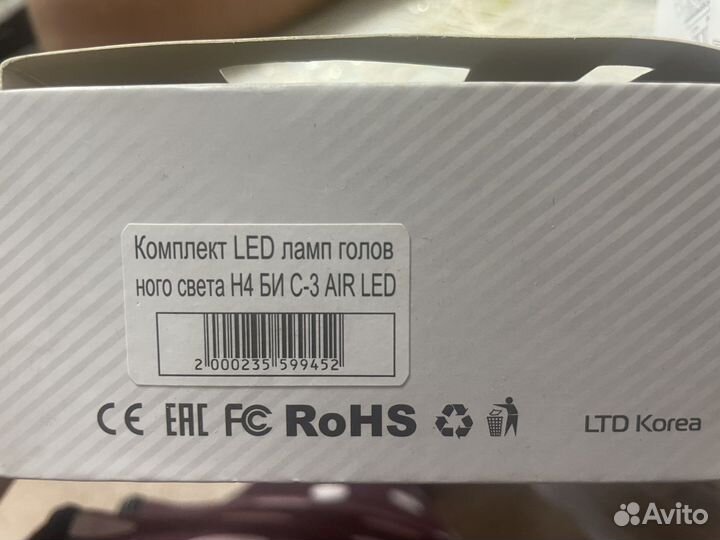 Комплект LED ламп голов
ного света H4 БИ С-3 AIR LED
2 000235 599452
CE EAC FC RoHS
LTD Korea
Avito